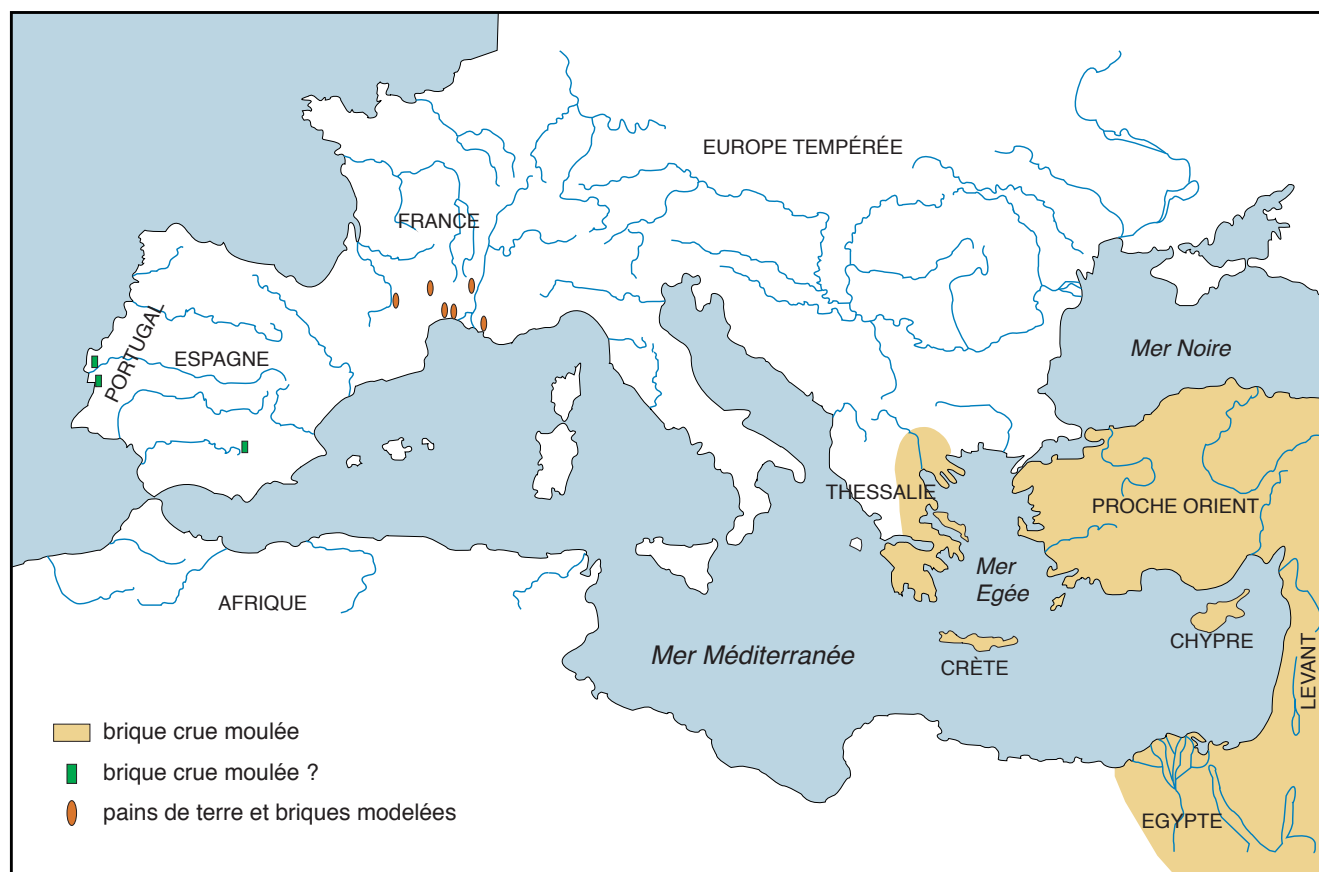 EUROPE TEMPÉRÉE
FRANCE
PORTUGAL
ESPAGNE
Mer Noire
THESSALIE
PROCHE ORIENT
Mer
Egée
AFRIQUE
Mer Méditerranée
CRÈTE
CHYPRE
LEVANT
EGYPTE
brique crue moulée
brique crue moulée ?
pains de terre et briques modelées